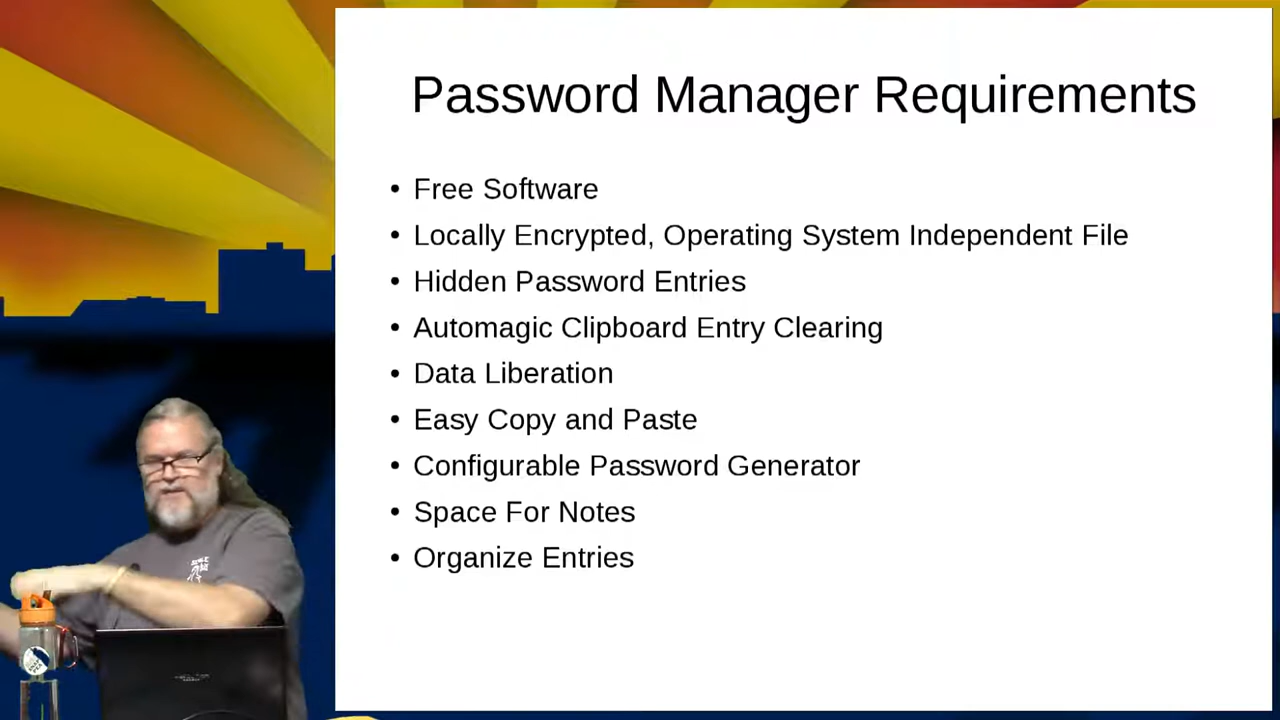 Password Manager Requirements
• Free Software
• Locally Encrypted, Operating System Independent File
• Hidden Password Entries
• Automagic Clipboard Entry Clearing
• Data Liberation
• Easy Copy and Paste
• Configurable Password Generator
• Space For Notes
• Organize Entries